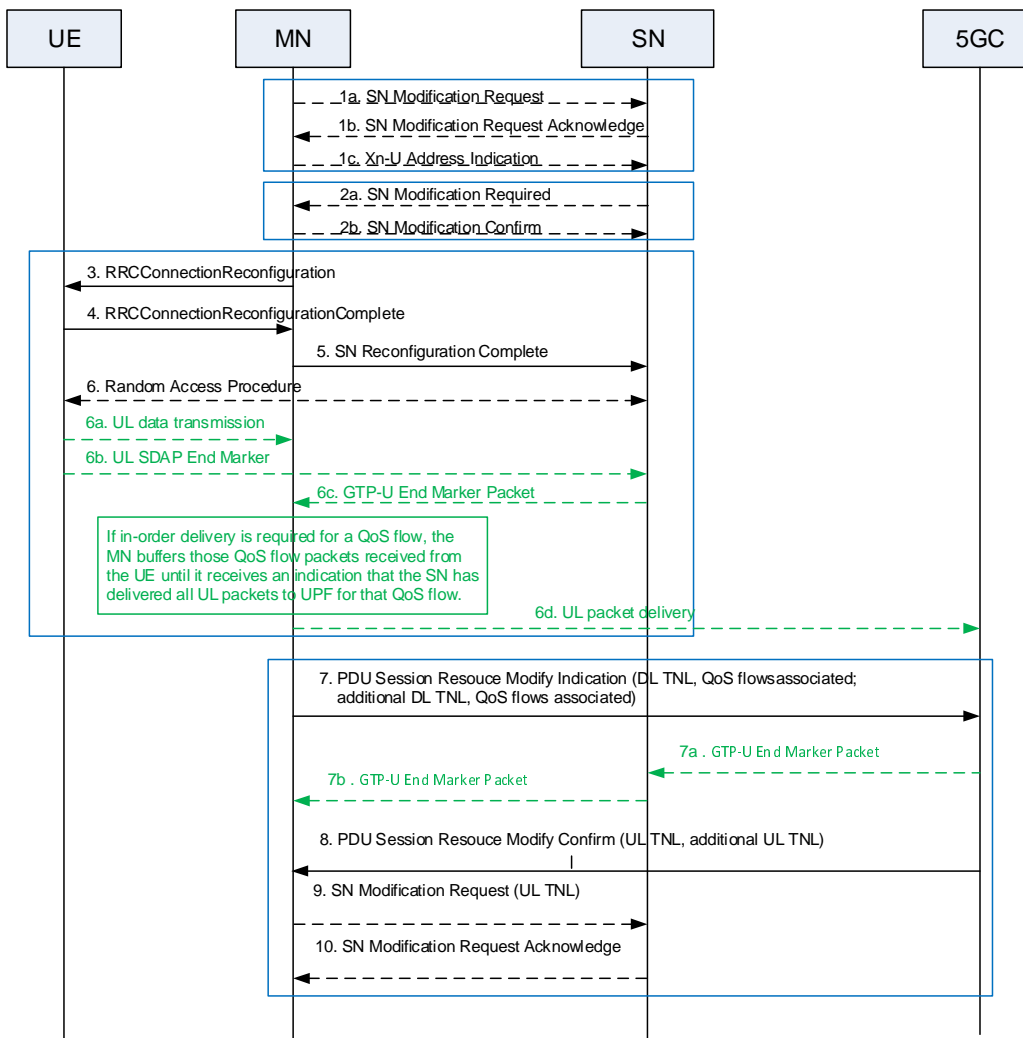 UE
MN
SN
5GC
1a. SN Modification Request
1b. SN Modification Request Acknowledge
1c. Xn-U Address Indication
2a. SN Modification Required
2b. SN Modification Confirm
3. RRCConnectionReconfiguration
4. RRCConnectionReconfigurationComplete
5. SN Reconfiguration Complete
6. Random Access Procedure
6a. UL data transmission
6b. UL SDAP End Marker
6c. GTP-U End Marker Packet
If in-order delivery is required for a QoS flow, the
MN buffers those QoS flow packets received from
the UE until it receives an indication that the SN has
delivered all UL packets to UPF for that QoS flow.
6d. UL packet delivery
7. PDU Session Resouce Modify Indication (DL TNL, QoS flowsassociated;
additional DL TNL, QoS flows associated)
7a . GTP-U End Marker Packet
7b . GTP-U End Marker Packet
8. PDU Session Resouce Modify Confirm (UL TNL, additional UL TNL)
9. SN Modification Request (UL TNL)
10. SN Modification Request Acknowledge